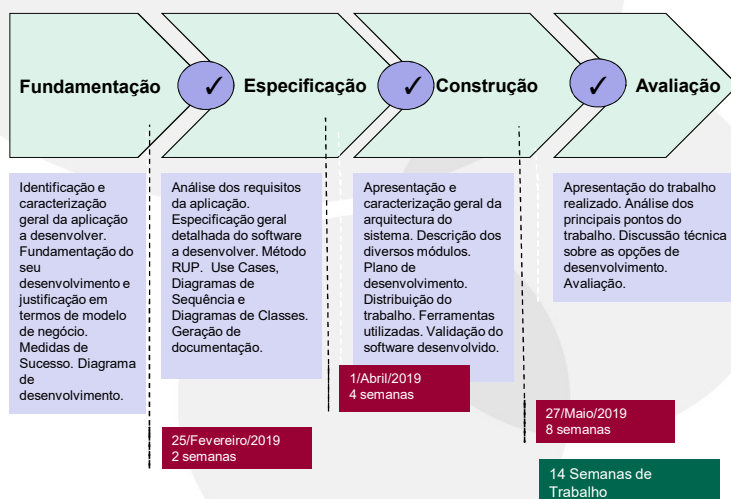 Fundamentação
Especificação
Construção
Avaliação
Identificação e
caracterização
geral da aplicação
a desenvolver.
Fundamentação do
seu
desenvolvimento e
justificação em
termos de modelo
de negócio.
Medidas de
Sucesso. Diagrama
de
desenvolvimento.
Análise dos requisitos
da aplicação.
Especificação geral
detalhada do software
a desenvolver. Método
RUP. Use Cases,
Diagramas de
Sequência e
Diagramas de Classes.
Geração de
documentação.
Apresentação e
caracterização geral da
arquitectura do
sistema. Descrição dos
diversos módulos.
Plano de
desenvolvimento.
Distribuição do
trabalho. Ferramentas
utilizadas. Validação do
software desenvolvido.
Apresentação do trabalho
realizado. Análise dos
principais pontos do
trabalho. Discussão técnica
sobre as opções de
desenvolvimento.
Avaliação.
25/Fevereiro/2019
2 semanas
1/Abril/2019
4 semanas
27/Maio/2019
8 semanas
14 Semanas de
Trabalho